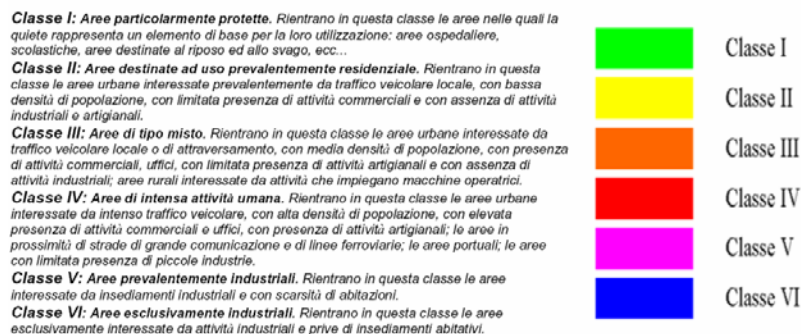 Classe I: Aree particolarmente protette. Rientrano in questa classe le aree nelle quali la
quiete rappresenta un elemento di base per la loro utilizzazione: aree ospedaliere,
scolastiche, aree destinate al riposo ed allo svago, ecc...
Classe II: Aree destinate ad uso prevalentemente residenziale. Rientrano in questa
classe le aree urbane interessate prevalentemente da traffico veicolare locale, con bassa
densità di popolazione, con limitata presenza di attività commerciali e con assenza di attività
industriali e artigianali.
Classe III: Aree di tipo misto. Rientrano in questa classe le aree urbane interessate da
traffico veicolare locale o di attraversamento, con media densità di popolazione, con presenza
di attività commerciali, uffici, con limitata presenza di attività artigianali e con assenza di
attività industriali; aree rurali interessate da attività che impiegano macchine operatrici.
Classe IV: Aree di intensa attività umana. Rientrano in questa classe le aree urbane
interessate da intenso traffico veicolare, con alta densità di popolazione, con elevata
presenza di attività commerciali e uffici, con presenza di attività artigianali; le aree in
prossimità di strade di grande comunicazione e di linee ferroviarie; le aree portuali; le aree
con limitata presenza di piccole industrie.
Classe V: Aree prevalentemente industriali. Rientrano in questa classe le aree
interessate da insediamenti industriali e con scarsità di abitazioni.
Classe VI: Aree esclusivamente industriali. Rientrano in questa classe le aree
esclusivamente interessate da attività industriali e prive di insediamenti abitativi.
Classe I
Classe II
Classe III
Classe IV
Classe V
Classe VI